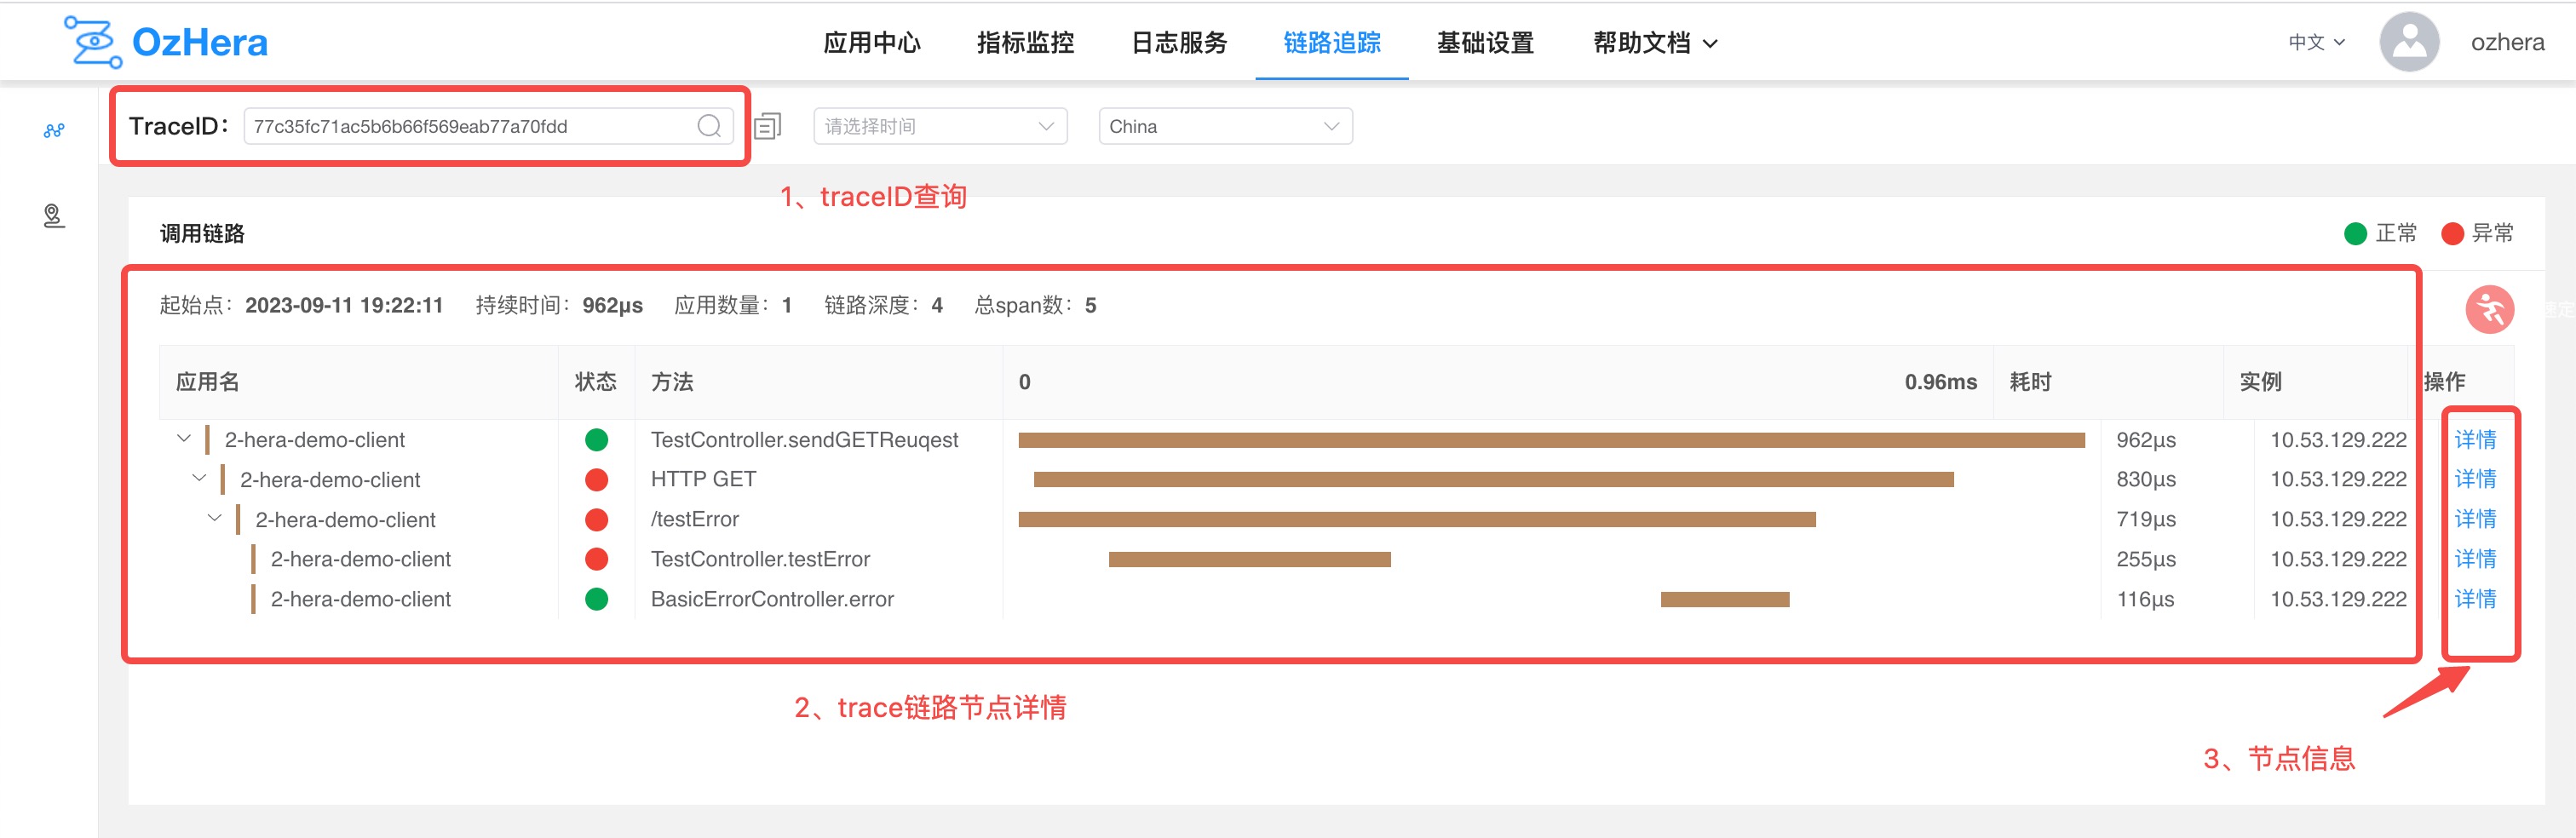 OzHera 应用中心 指标监控 日志服务 链路追踪 基础设置 帮助文档 中文 ozhera
TraceID： 77c35fc71ac5b6b66f569eab77a70fdd 请选择时间 China
1、traceID查询
调用链路 正常 异常
起始点：2023-09-11 19:22:11 持续时间：962μs 应用数量：1 链路深度：4 总span数：5
应用名 状态 方法 0 0.96ms 耗时 实例 操作
2-hera-demo-client TestController.sendGETReuqest 962μs 10.53.129.222 详情
2-hera-demo-client HTTP GET 830μs 10.53.129.222 详情
2-hera-demo-client /testError 719μs 10.53.129.222 详情
2-hera-demo-client TestController.testError 255μs 10.53.129.222 详情
2-hera-demo-client BasicErrorController.error 116μs 10.53.129.222 详情
2、trace链路节点详情
3、节点信息